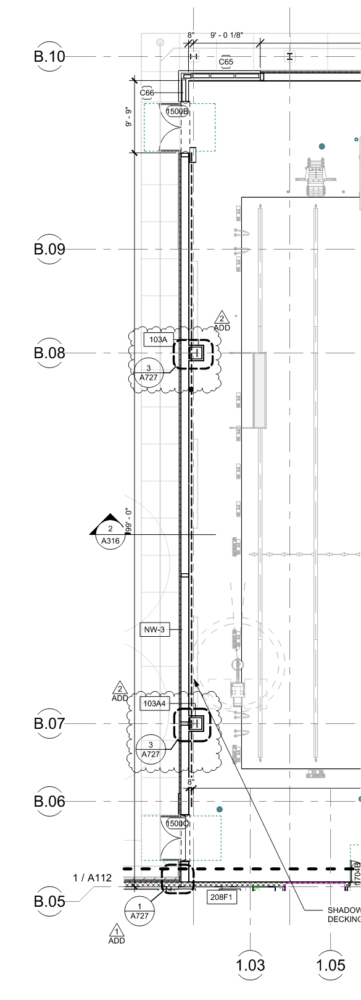 8"
9' - 0 1/8"
B.10
C65
C66
1500B
9' - 9"
B.09
2
ADD
103A
B.08
3
A727
99' - 0"
2
A316
NW-3
2
ADD
103A4
B.07
3
A727
8"
B.06
1500C
1704B
1 / A112
B.05
208F1
1
A727
SHADOW
DECKING
1
ADD
1.03
1.05